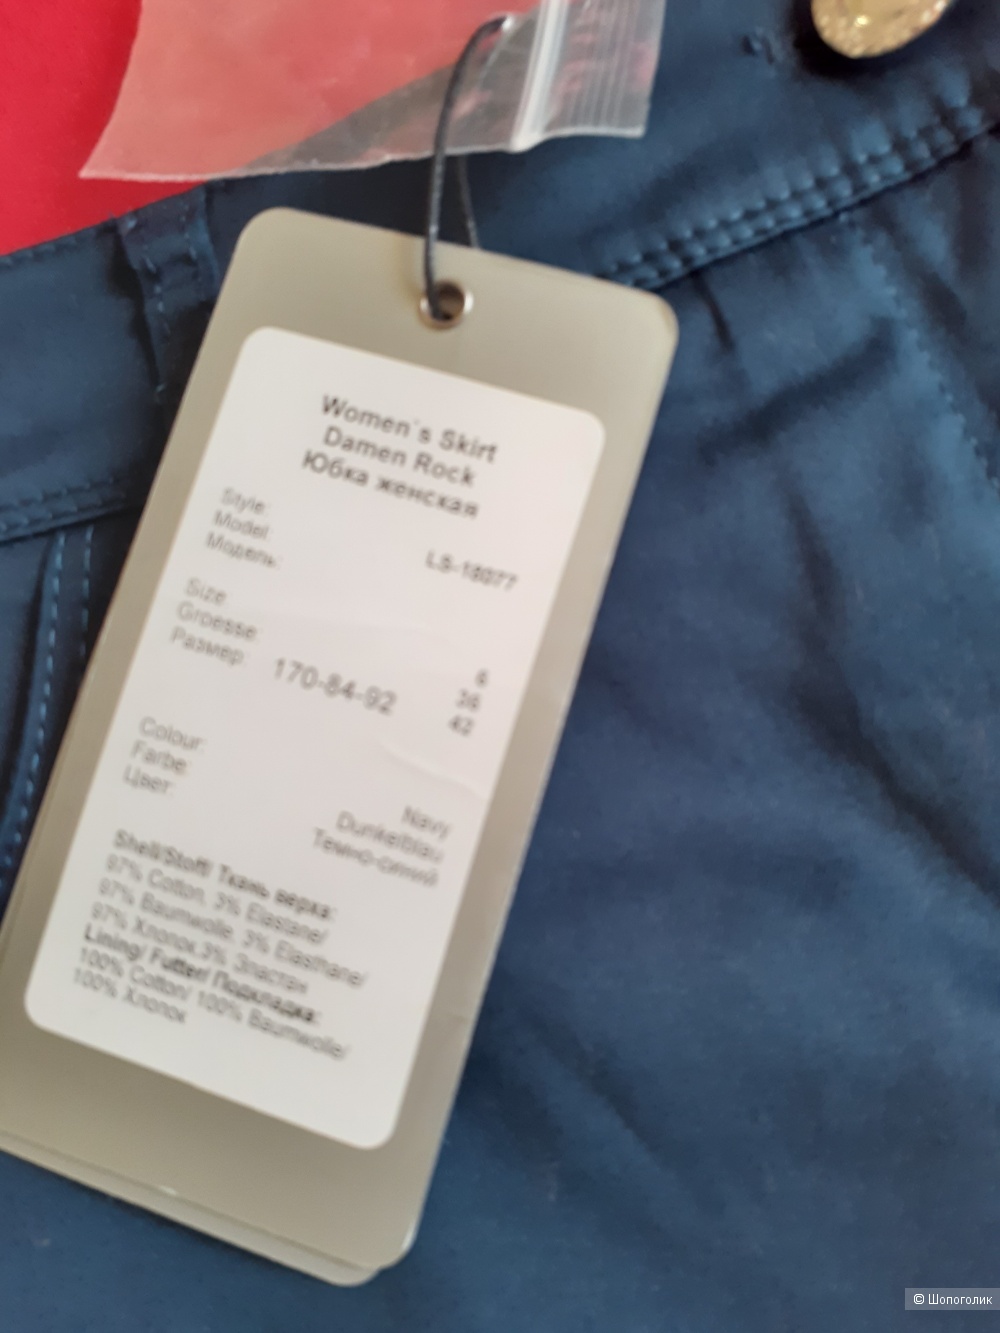 Women`s Skirt
Damen Rock
Юбка женская
Style:
Model:
Модель:
LS-18077
Size
Groesse:
Размер:
170-84-92
6
36
42
Colour:
Farbe:
Цвет:
Navy
Dunkelblau
Темно-синий
Shell/Stoff/ Ткань верха:
97% Cotton, 3% Elastane/
97% Baumwolle, 3% Elasthane/
97% Хлопок,3% Эластан
Lining/ Futter/ Подкладка:
100% Cotton/ 100% Baumwolle/
100% Хлопок
© Шопоголик